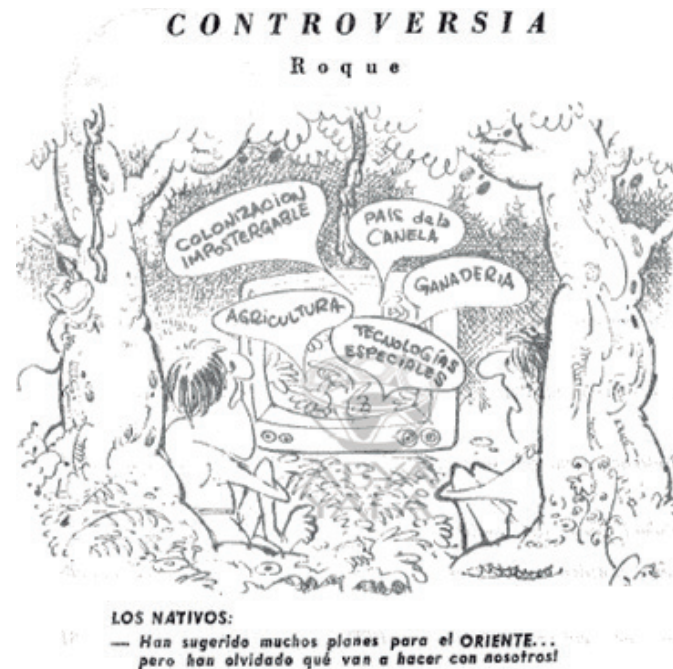 CONTROVERSIA
Roque
COLONIZACION
IMPOSTERGABLE
PAIS de la
CANELA
GANADERIA
AGRICULTURA
TECNOLOGÍAS
ESPECIALES
LOS NATIVOS:
— Han sugerido muchos planes para el ORIENTE...
pero han olvidado qué van a hacer con nosotros!